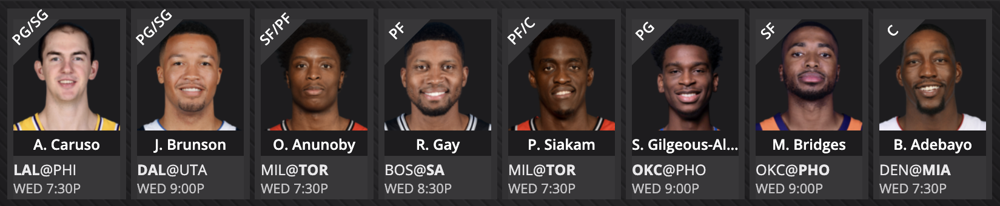 PG/SG
A. Caruso
LAL@PHI
WED 7:30P
PG/SG
J. Brunson
DAL@UTA
WED 9:00P
SF/PF
O. Anunoby
MIL@TOR
WED 7:30P
PF
R. Gay
BOS@SA
WED 8:30P
PF/C
P. Siakam
MIL@TOR
WED 7:30P
PG
S. Gilgeous-Al...
OKC@PHO
WED 9:00P
SF
M. Bridges
OKC@PHO
WED 9:00P
C
B. Adebayo
DEN@MIA
WED 7:30P